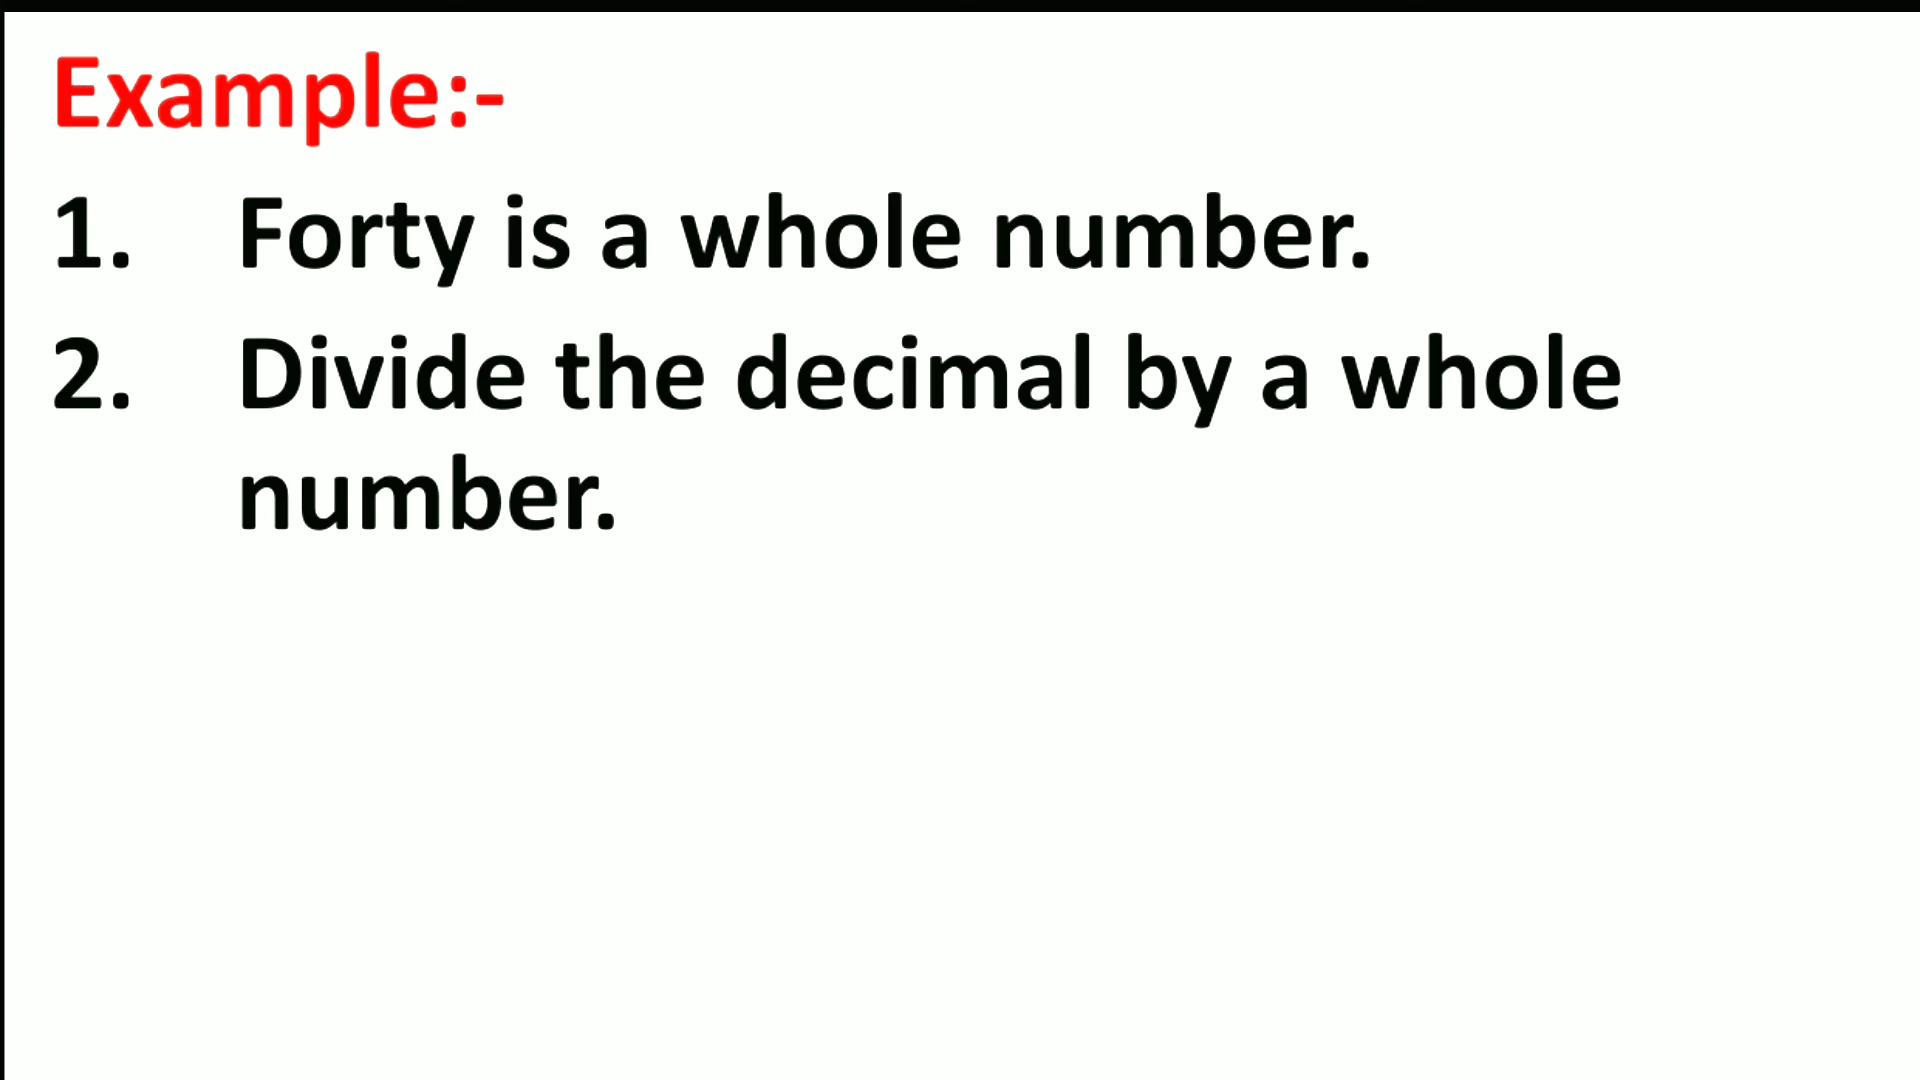 Example:-
1. Forty is a whole number.
2. Divide the decimal by a whole
number.